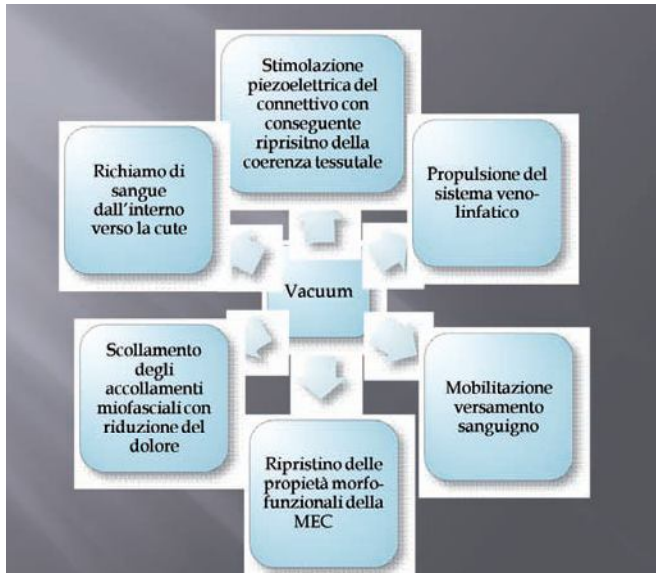 Stimolazione
piezoelettrica del
connettivo con
conseguente
riprisitno della
coerenza tessutale
Richiamo di
sangue
dall'interno
verso la cute
Propulsione del
sistema veno-
linfatico
Vacuum
Scollamento
degli
accollamenti
miofasciali con
riduzione del
dolore
Mobilitazione
versamento
sanguigno
Ripristino delle
propietà morfo-
funzionali della
MEC